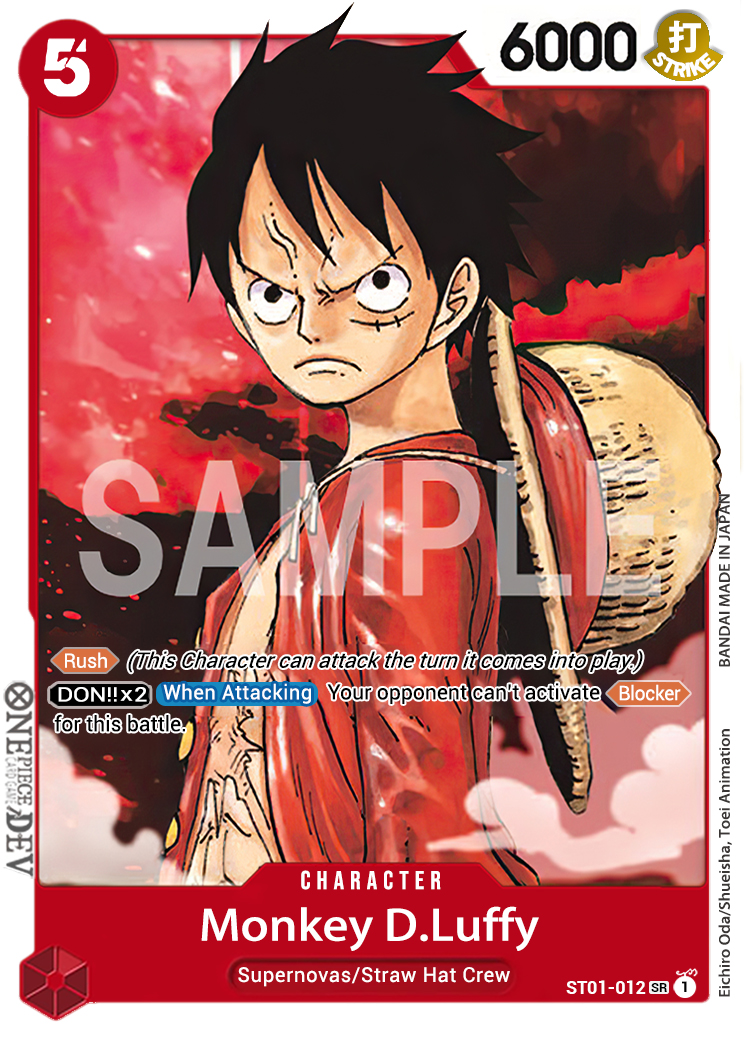 5
6000
打
STRIKE
SAMPLE
Rush (This Character can attack the turn it comes into play.)
DON!!x2 When Attacking Your opponent can't activate Blocker
for this battle.
ONE PIECE
CARD GAME
/DEV
BANDAI MADE IN JAPAN
Eichiro Oda/Shueisha, Toei Animation
CHARACTER
Monkey D.Luffy
Supernovas/Straw Hat Crew
ST01-012 SR 1